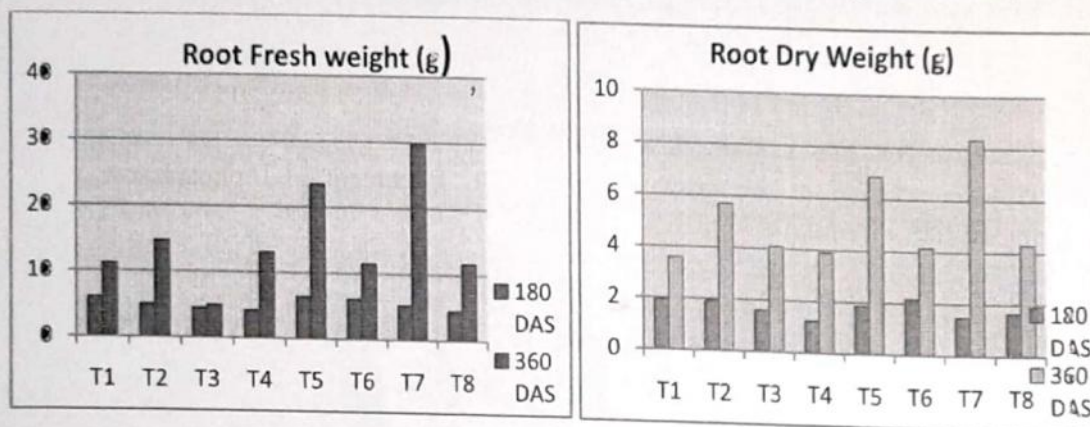 Root Fresh weight (g)
40
30
20
10
0
T1 T2 T3 T4 T5 T6 T7 T8
180
DAS
360
DAS
Root Dry Weight (g)
10
8
6
4
2
0
T1 T2 T3 T4 T5 T6 T7 T8
180
DAS
360
DAS